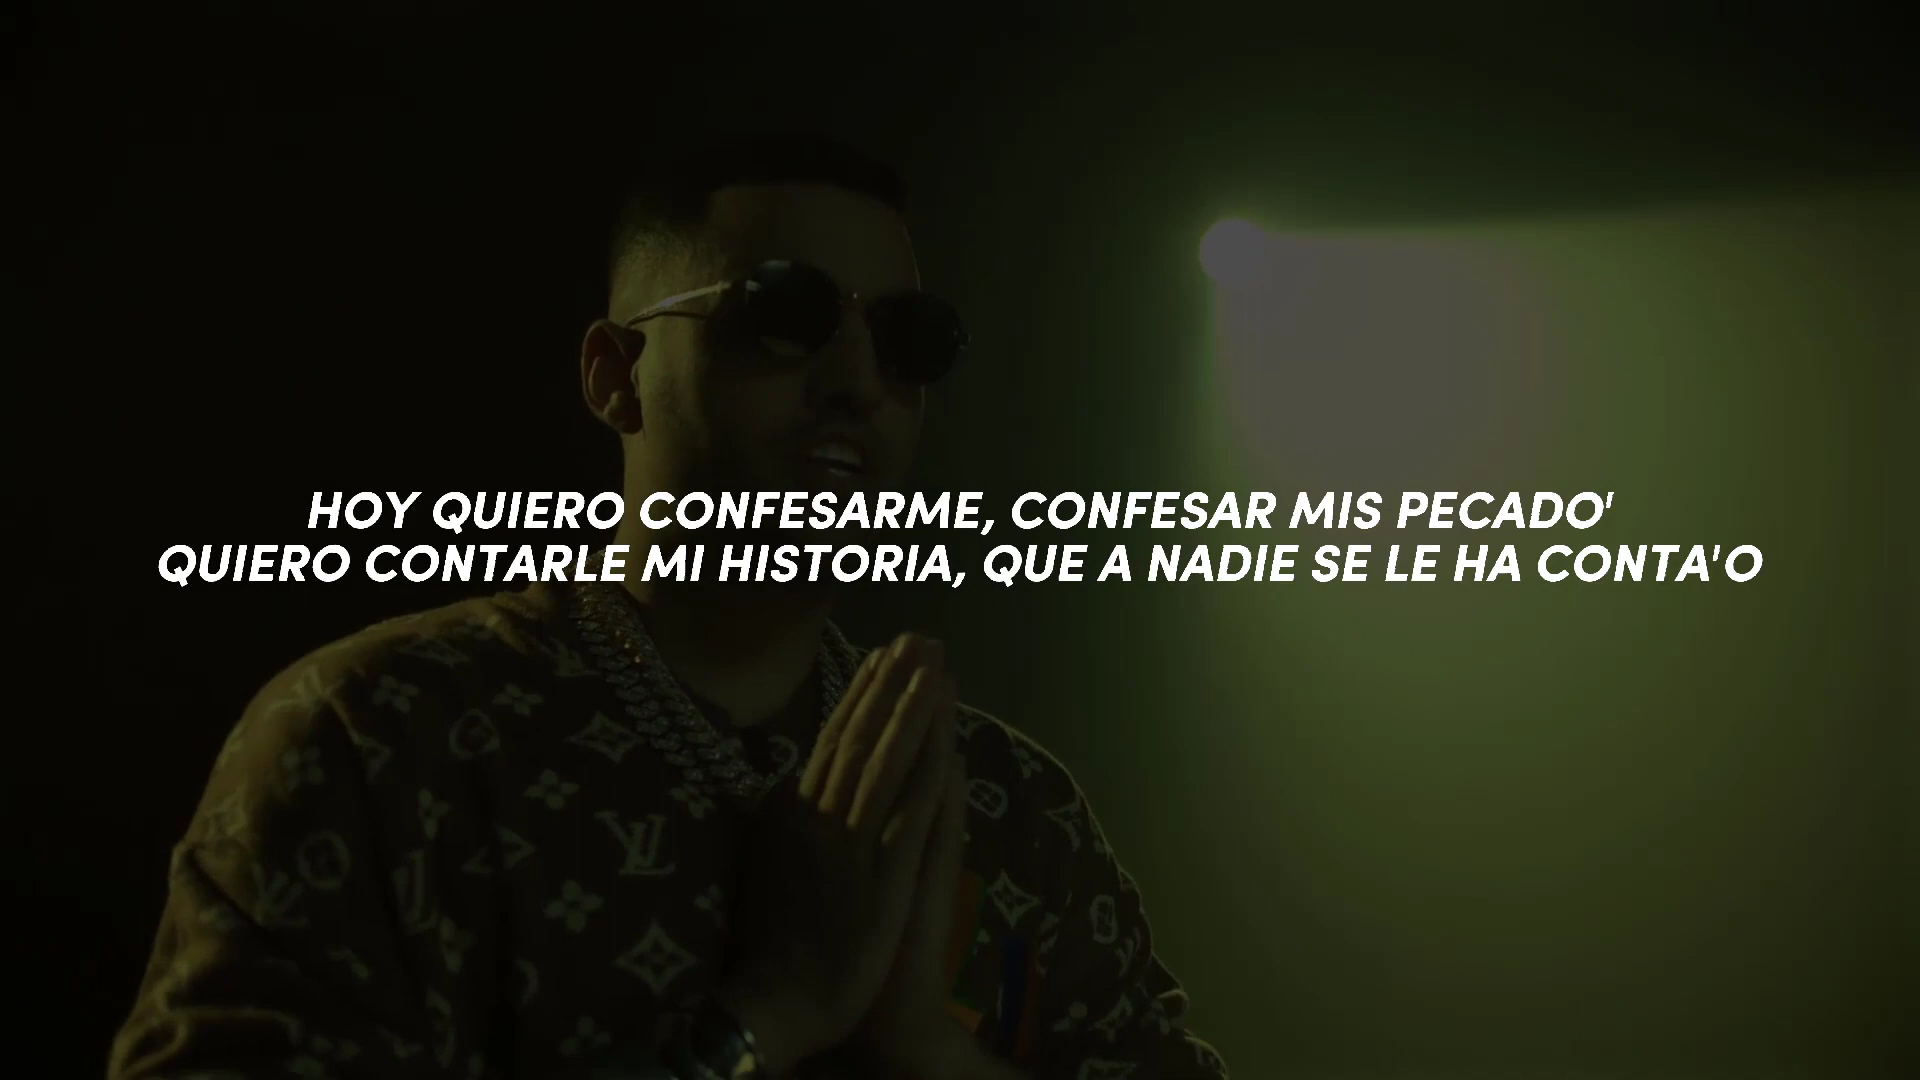 HOY QUIERO CONFESARME, CONFESAR MIS PECADO'
QUIERO CONTARLE MI HISTORIA, QUE A NADIE SE LE HA CONTA'O